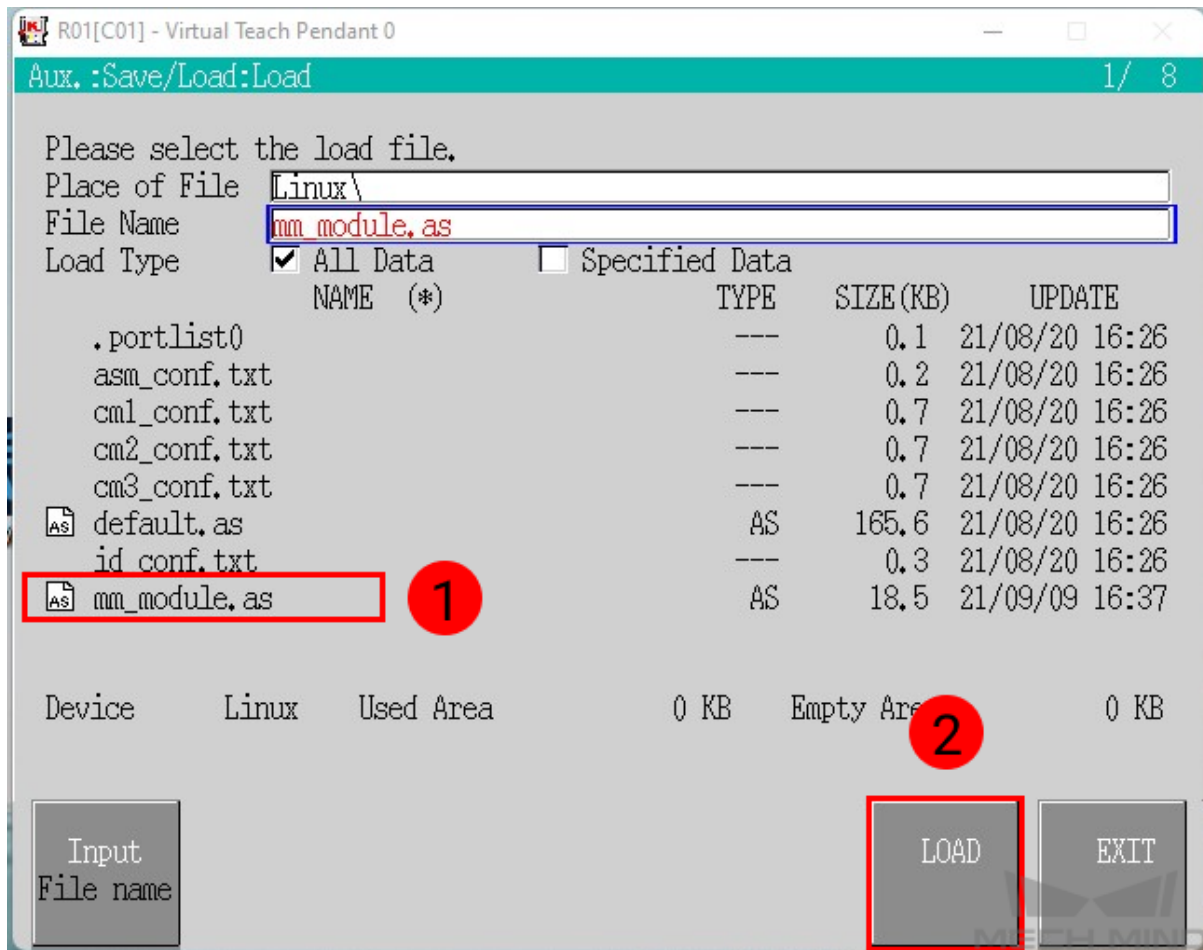 R01[C01] - Virtual Teach Pendant 0
Aux.:Save/Load:Load 1/ 8
Please select the load file.
Place of File Linux\
File Name mm_module.as
Load Type All Data Specified Data
NAME (*) TYPE SIZE(KB) UPDATE
.portlist0 --- 0.1 21/08/20 16:26
asm_conf.txt --- 0.2 21/08/20 16:26
cm1_conf.txt --- 0.7 21/08/20 16:26
cm2_conf.txt --- 0.7 21/08/20 16:26
cm3_conf.txt --- 0.7 21/08/20 16:26
AS default.as AS 165.6 21/08/20 16:26
id_conf.txt --- 0.3 21/08/20 16:26
AS mm_module.as AS 18.5 21/09/09 16:37
1
Device Linux Used Area 0 KB Empty Are 0 KB
2
Input
File name
LOAD
EXIT
MECH MIND